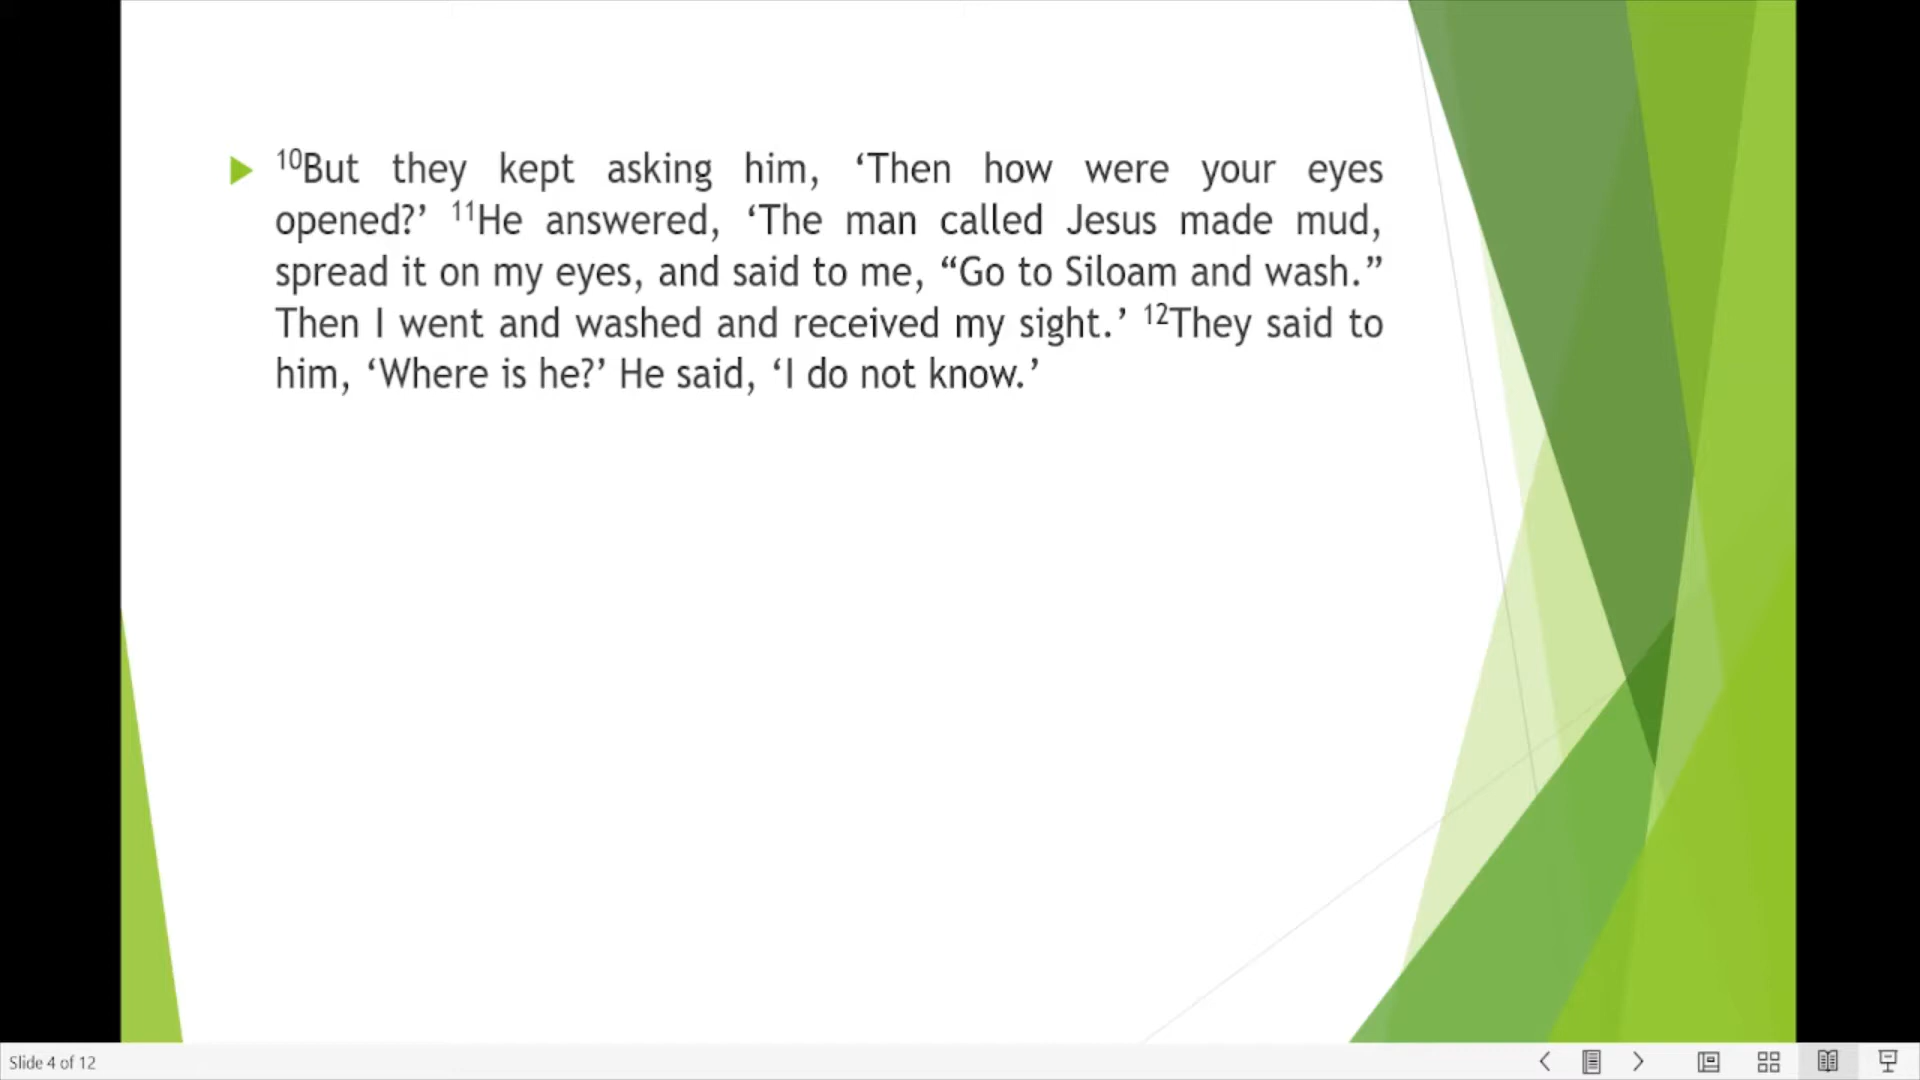 ¹⁰But they kept asking him, ‘Then how were your eyes
opened?’ ¹¹He answered, ‘The man called Jesus made mud,
spread it on my eyes, and said to me, “Go to Siloam and wash.”
Then I went and washed and received my sight.’ ¹²They said to
him, ‘Where is he?’ He said, ‘I do not know.’
Slide 4 of 12